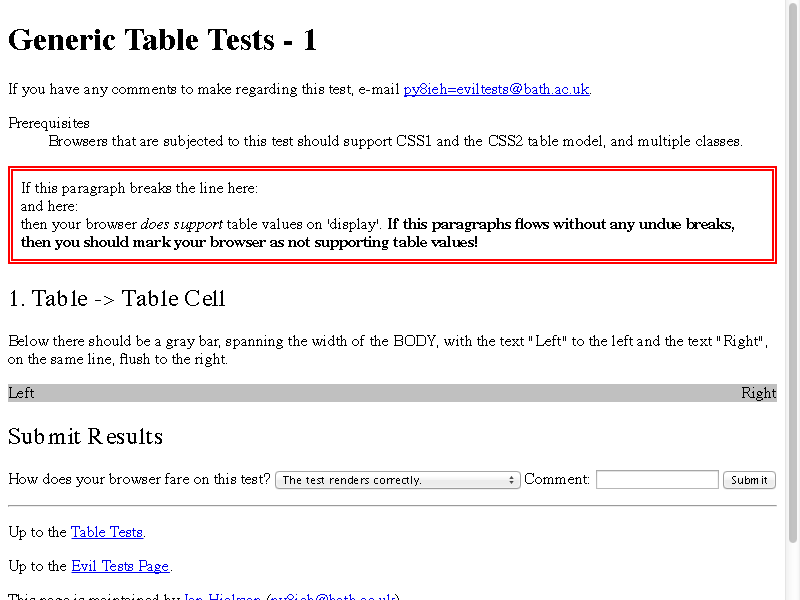 Generic Table Tests - 1
If you have any comments to make regarding this test, e-mail py8ieh=eviltests@bath.ac.uk.
Prerequisites
Browsers that are subjected to this test should support CSS1 and the CSS2 table model, and multiple classes.
If this paragraph breaks the line here:
and here:
then your browser does support table values on 'display'. If this paragraphs flows without any undue breaks,
then you should mark your browser as not supporting table values!
1. Table -> Table Cell
Below there should be a gray bar, spanning the width of the BODY, with the text "Left" to the left and the text "Right",
on the same line, flush to the right.
Left Right
Submit Results
How does your browser fare on this test? The test renders correctly. Comment: Submit
Up to the Table Tests.
Up to the Evil Tests Page.
This page is maintained by Ian Hickson (py8ieh@bath.ac.uk)